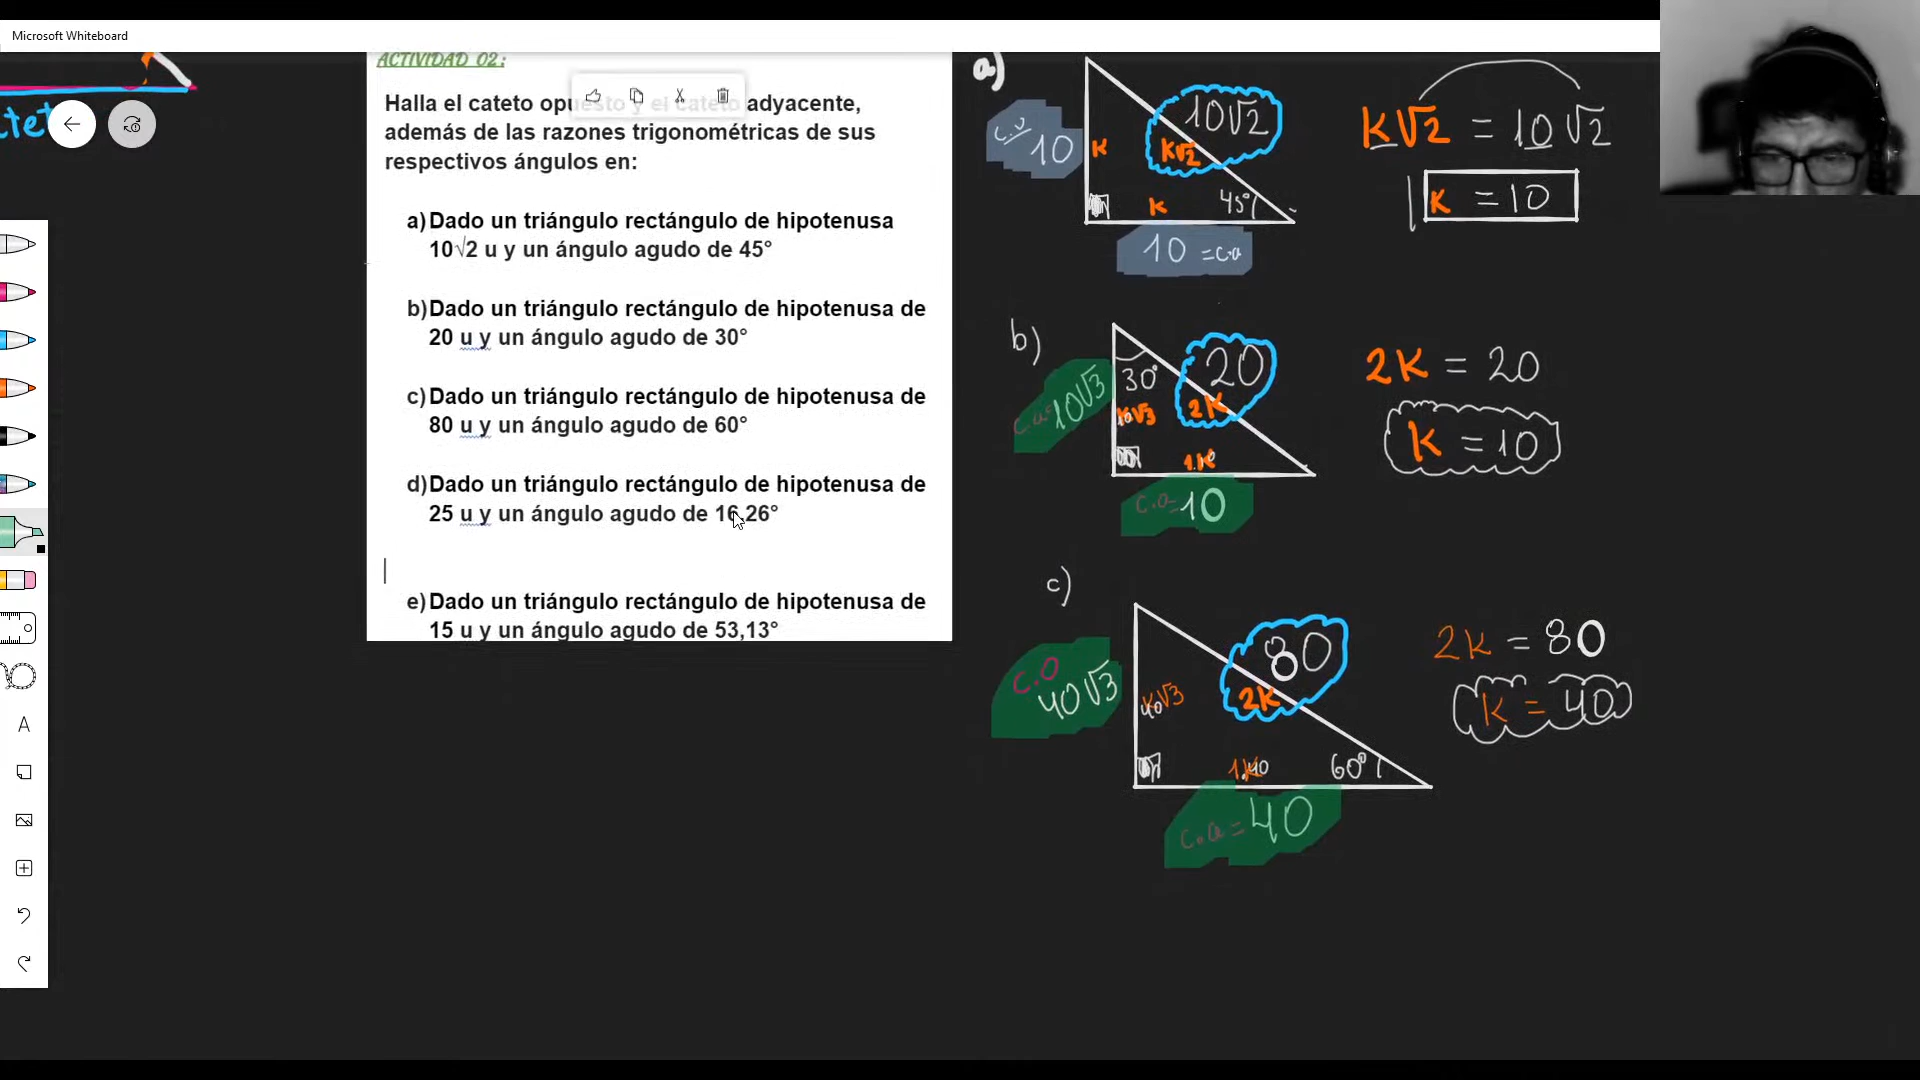 Microsoft Whiteboard
ACTIVIDAD 02:
Halla el cateto opuesto y el cateto adyacente,
además de las razones trigonométricas de sus
respectivos ángulos en:
a) Dado un triángulo rectángulo de hipotenusa
10√2 u y un ángulo agudo de 45°
b) Dado un triángulo rectángulo de hipotenusa de
20 u y un ángulo agudo de 30°
c) Dado un triángulo rectángulo de hipotenusa de
80 u y un ángulo agudo de 60°
d) Dado un triángulo rectángulo de hipotenusa de
25 u y un ángulo agudo de 16,26°
e) Dado un triángulo rectángulo de hipotenusa de
15 u y un ángulo agudo de 53,13°
a)
10
K
10√2
K√2
K
45°
10 = c.a
K√2 = 10√2
K = 10
b)
10√3
30°
20
K√3
2K
1K
c.a = 10
2K = 20
K = 10
c)
C.O
40√3
K√3
80
2K
1K
60°
c.a = 40
2K = 80
K = 40
A